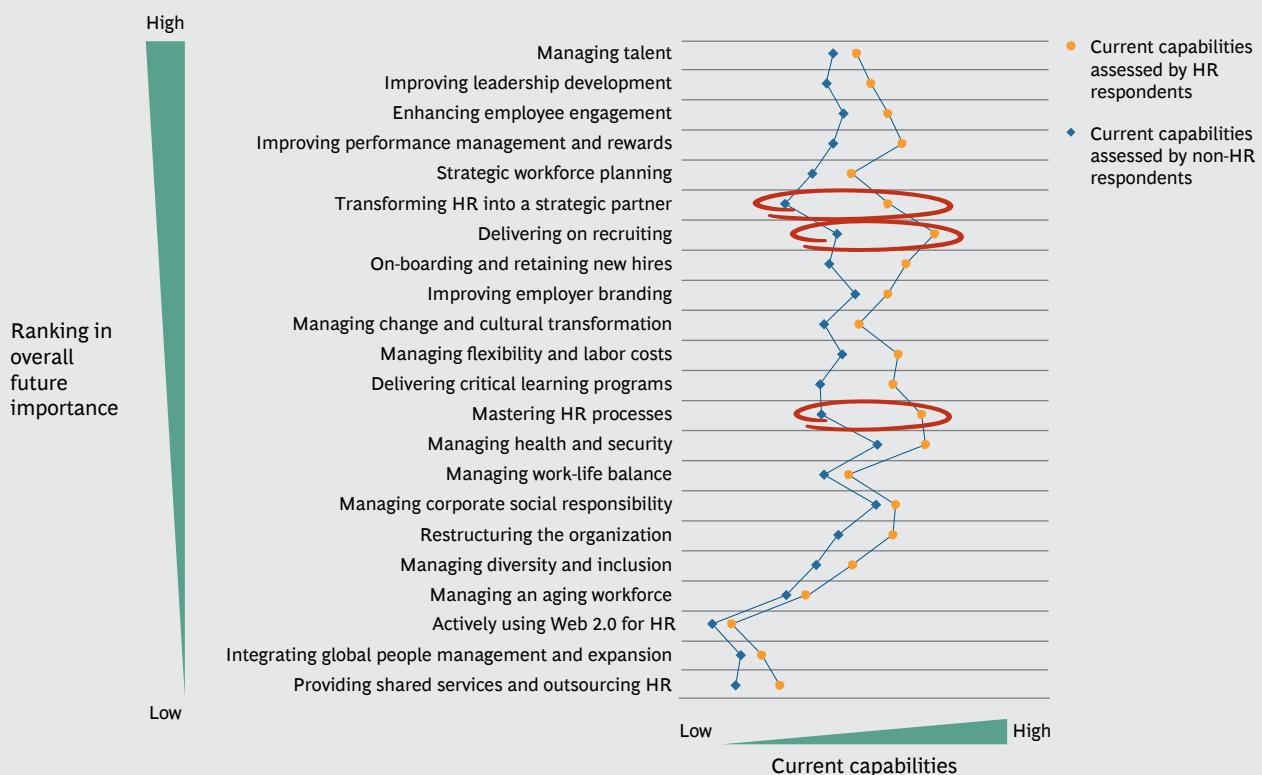 High
Managing talent
Improving leadership development
Enhancing employee engagement
Improving performance management and rewards
Strategic workforce planning
Transforming HR into a strategic partner
Delivering on recruiting
On-boarding and retaining new hires
Improving employer branding
Managing change and cultural transformation
Managing flexibility and labor costs
Delivering critical learning programs
Mastering HR processes
Managing health and security
Managing work-life balance
Managing corporate social responsibility
Restructuring the organization
Managing diversity and inclusion
Managing an aging workforce
Actively using Web 2.0 for HR
Integrating global people management and expansion
Providing shared services and outsourcing HR
Ranking in
overall
future
importance
Low
Current capabilities
assessed by HR
respondents
Current capabilities
assessed by non-HR
respondents
Low
High
Current capabilities